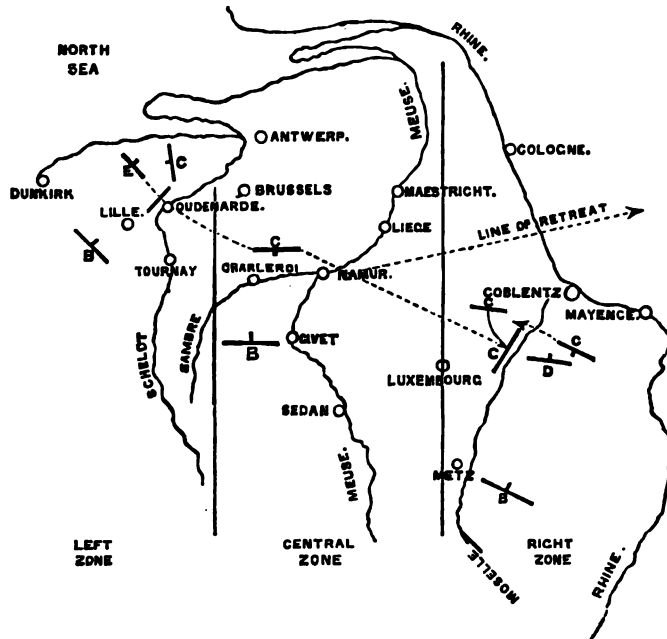 NORTH
SEA
RHINE.
MEUSE.
ANTWERP.
COLOGNE.
E
C
DUNKIRK
BRUSSELS
MAESTRICHT.
LILLE.
OUDENARDE.
LIEGE
LINE OF RETREAT
B
C
TOURNAY
CHARLEROI
NAMUR.
COBLENTZ
C
MAYENCE.
SAMBRE
GIVET
B
C
C
D
SCHELDT
LUXEMBOURG
SEDAN
METZ
B
MEUSE.
LEFT
ZONE
CENTRAL
ZONE
RIGHT
ZONE
MOSELLE
RHINE.